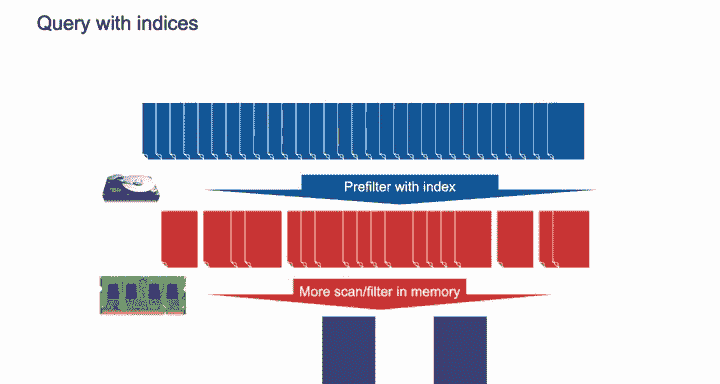 Query with indices
Prefilter with index
More scan/filter in memory